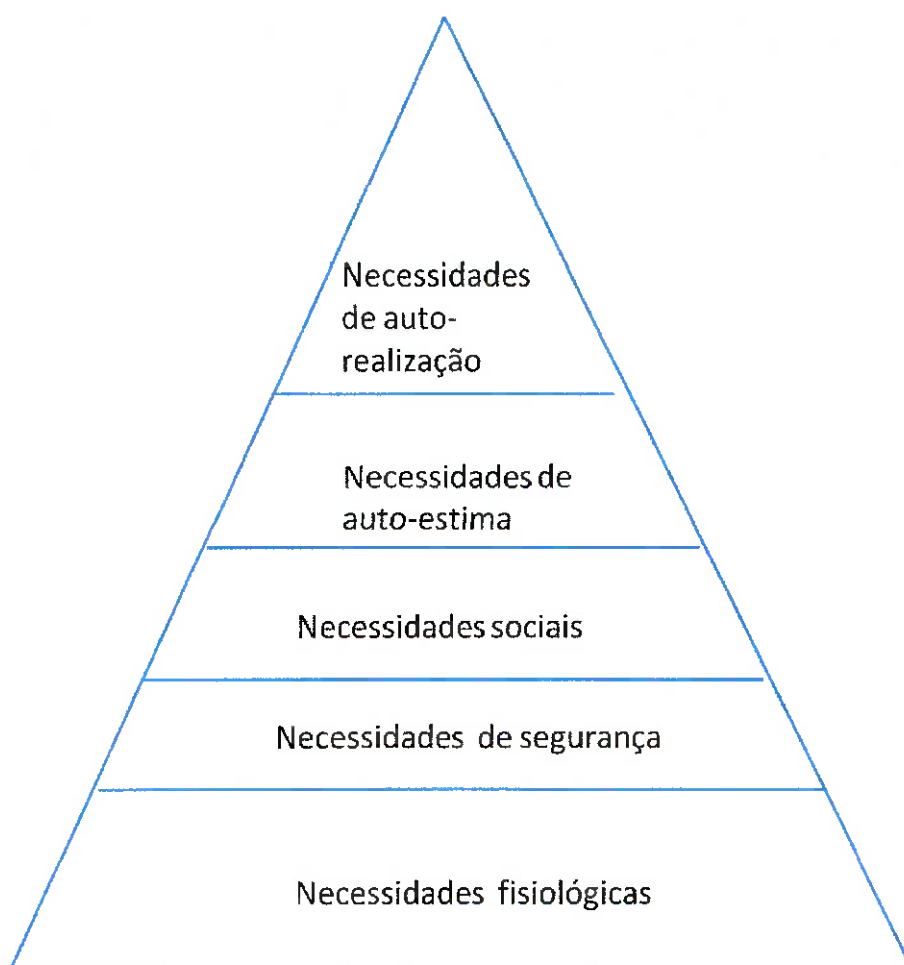 Necessidades
de auto-
realização
Necessidades de
auto-estima
Necessidades sociais
Necessidades de segurança
Necessidades fisiológicas